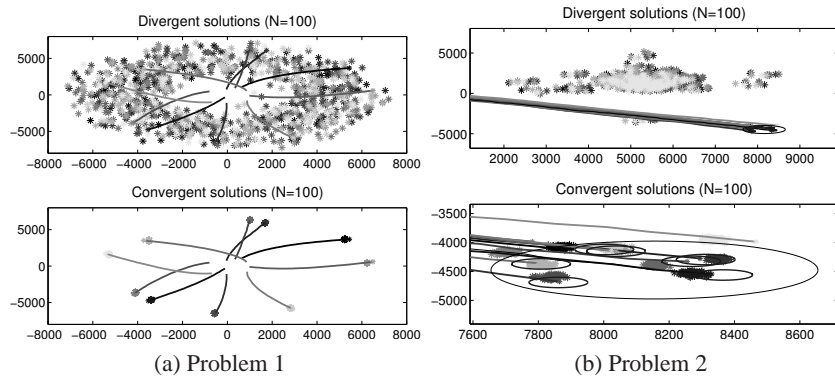 Divergent solutions (N=100)
5000
0
−5000
−8000 −6000 −4000 −2000 0 2000 4000 6000 8000
Convergent solutions (N=100)
5000
0
−5000
−8000 −6000 −4000 −2000 0 2000 4000 6000 8000
(a) Problem 1
Divergent solutions (N=100)
5000
0
−5000
2000 3000 4000 5000 6000 7000 8000 9000
Convergent solutions (N=100)
−3500
−4000
−4500
−5000
7600 7800 8000 8200 8400 8600
(b) Problem 2